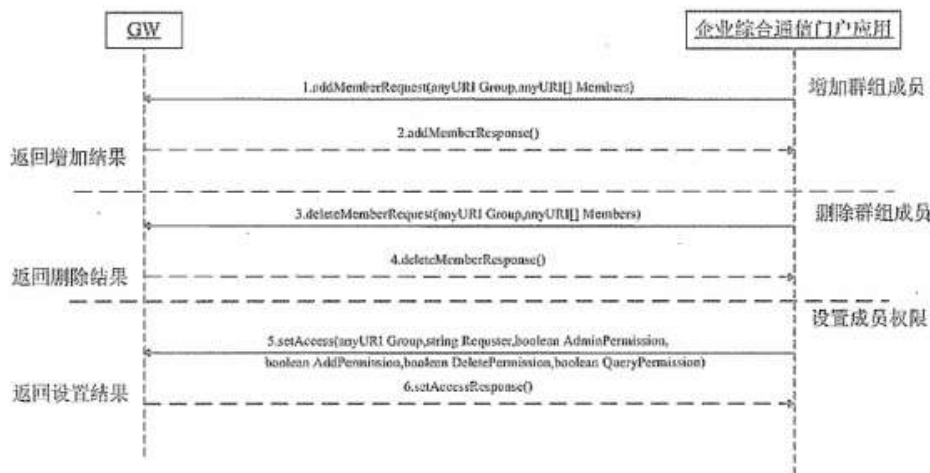 GW
企业综合通信门户应用
1.addMemberRequest(anyURI Group,anyURI[] Members)
增加群组成员
2.addMemberResponse()
返回增加结果
3.deleteMemberRequest(anyURI Group,anyURI[] Members)
删除群组成员
4.deleteMemberResponse()
返回删除结果
设置成员权限
5.setAccess(anyURI Group,string Requster,boolean AdminPermission,
boolean AddPermission,boolean DeletePermission,boolean QueryPermission)
返回设置结果
6.setAccessResponse()